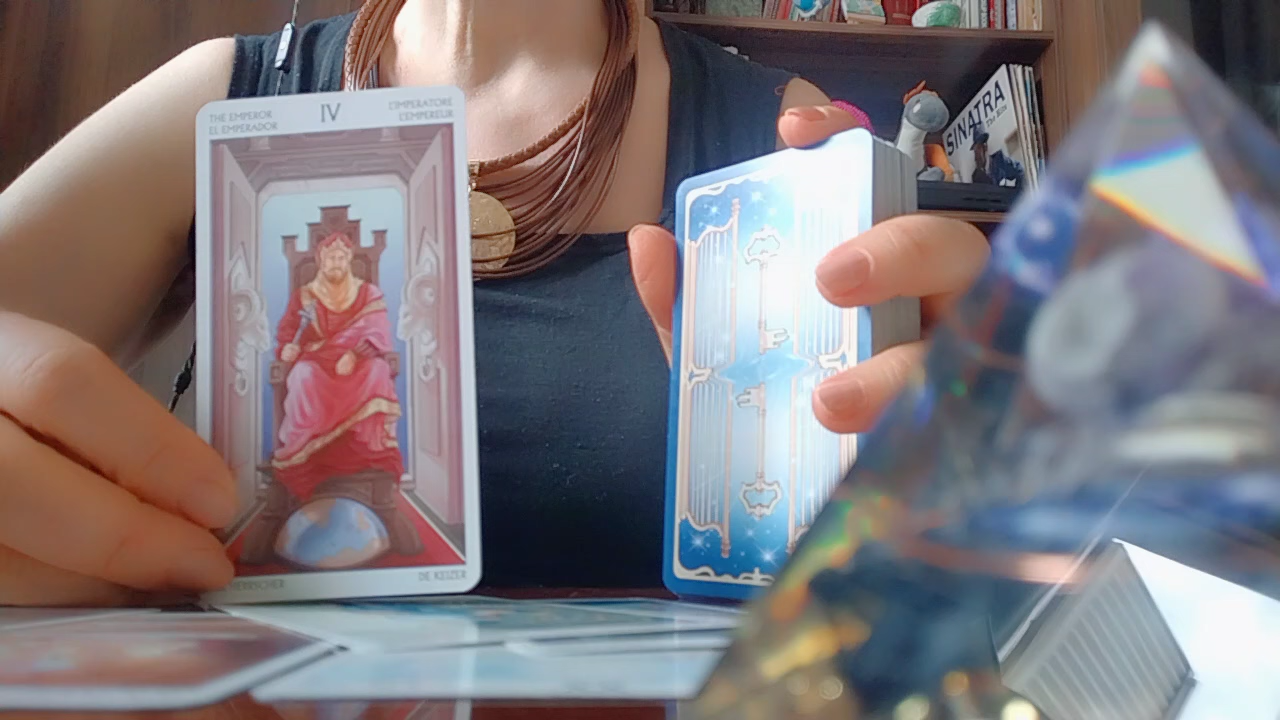 THE EMPEROR
EL EMPERADOR
IV
L'IMPERATORE
L'EMPEREUR
DE KEIZER
SINATRA